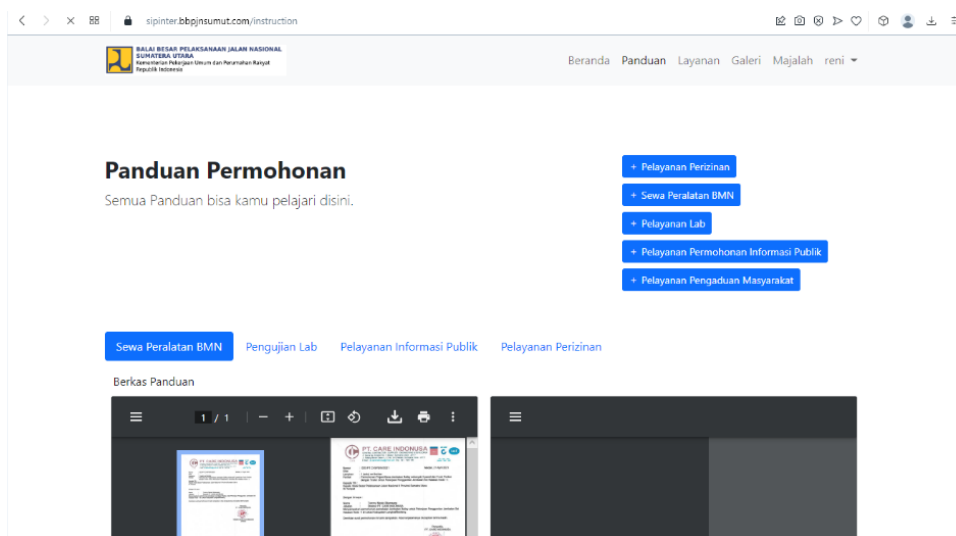 sipinter.bbpjnsumut.com/instruction
BALAI BESAR PELAKSANAAN JALAN NASIONAL
SUMATERA UTARA
Kementerian Pekerjaan Umum dan Perumahan Rakyat
Republik Indonesia
Beranda Panduan Layanan Galeri Majalah reni
Panduan Permohonan
Semua Panduan bisa kamu pelajari disini.
+ Pelayanan Perizinan
+ Sewa Peralatan BMN
+ Pelayanan Lab
+ Pelayanan Permohonan Informasi Publik
+ Pelayanan Pengaduan Masyarakat
Sewa Peralatan BMN Pengujian Lab Pelayanan Informasi Publik Pelayanan Perizinan
Berkas Panduan
1 / 1
PT. CARE INDONUSA
PT. CARE INDONUSA